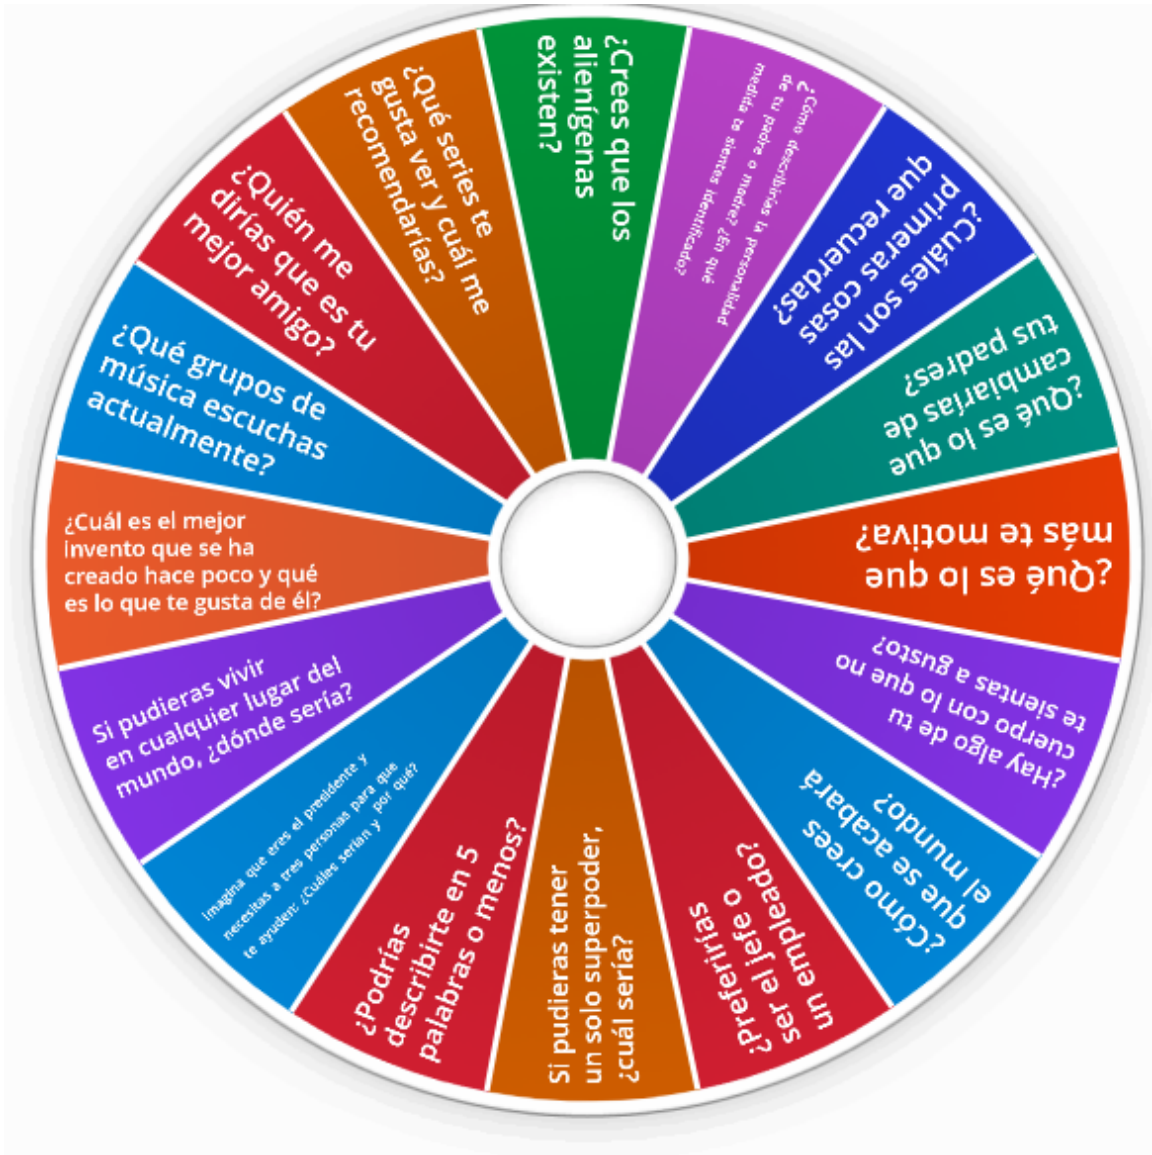 ¿Crees que los
alienígenas
existen?
¿Cómo describirías la personalidad
de tu padre o madre? ¿En qué
medida te sientes identificado?
¿Cuáles son las
primeras cosas
que recuerdas?
¿Qué es lo que
cambiarías de
tus padres?
¿Qué es lo que
más te motiva?
¿Hay algo de tu
cuerpo con lo que no
te sientas a gusto?
¿Cómo crees
que se acabará
el mundo?
¿Preferirías
ser el jefe o
un empleado?
Si pudieras tener
un solo superpoder,
¿cuál sería?
¿Podrías
describirte en 5
palabras o menos?
Imagina que eres el presidente y
necesitas a tres personas para que
te ayuden: ¿Cuáles serían y por qué?
Si pudieras vivir
en cualquier lugar del
mundo, ¿dónde sería?
¿Cuál es el mejor
invento que se ha
creado hace poco y qué
es lo que te gusta de él?
¿Qué grupos de
música escuchas
actualmente?
¿Quién me
dirías que es tu
mejor amigo?
¿Qué series te
gusta ver y cuál me
recomendarías?